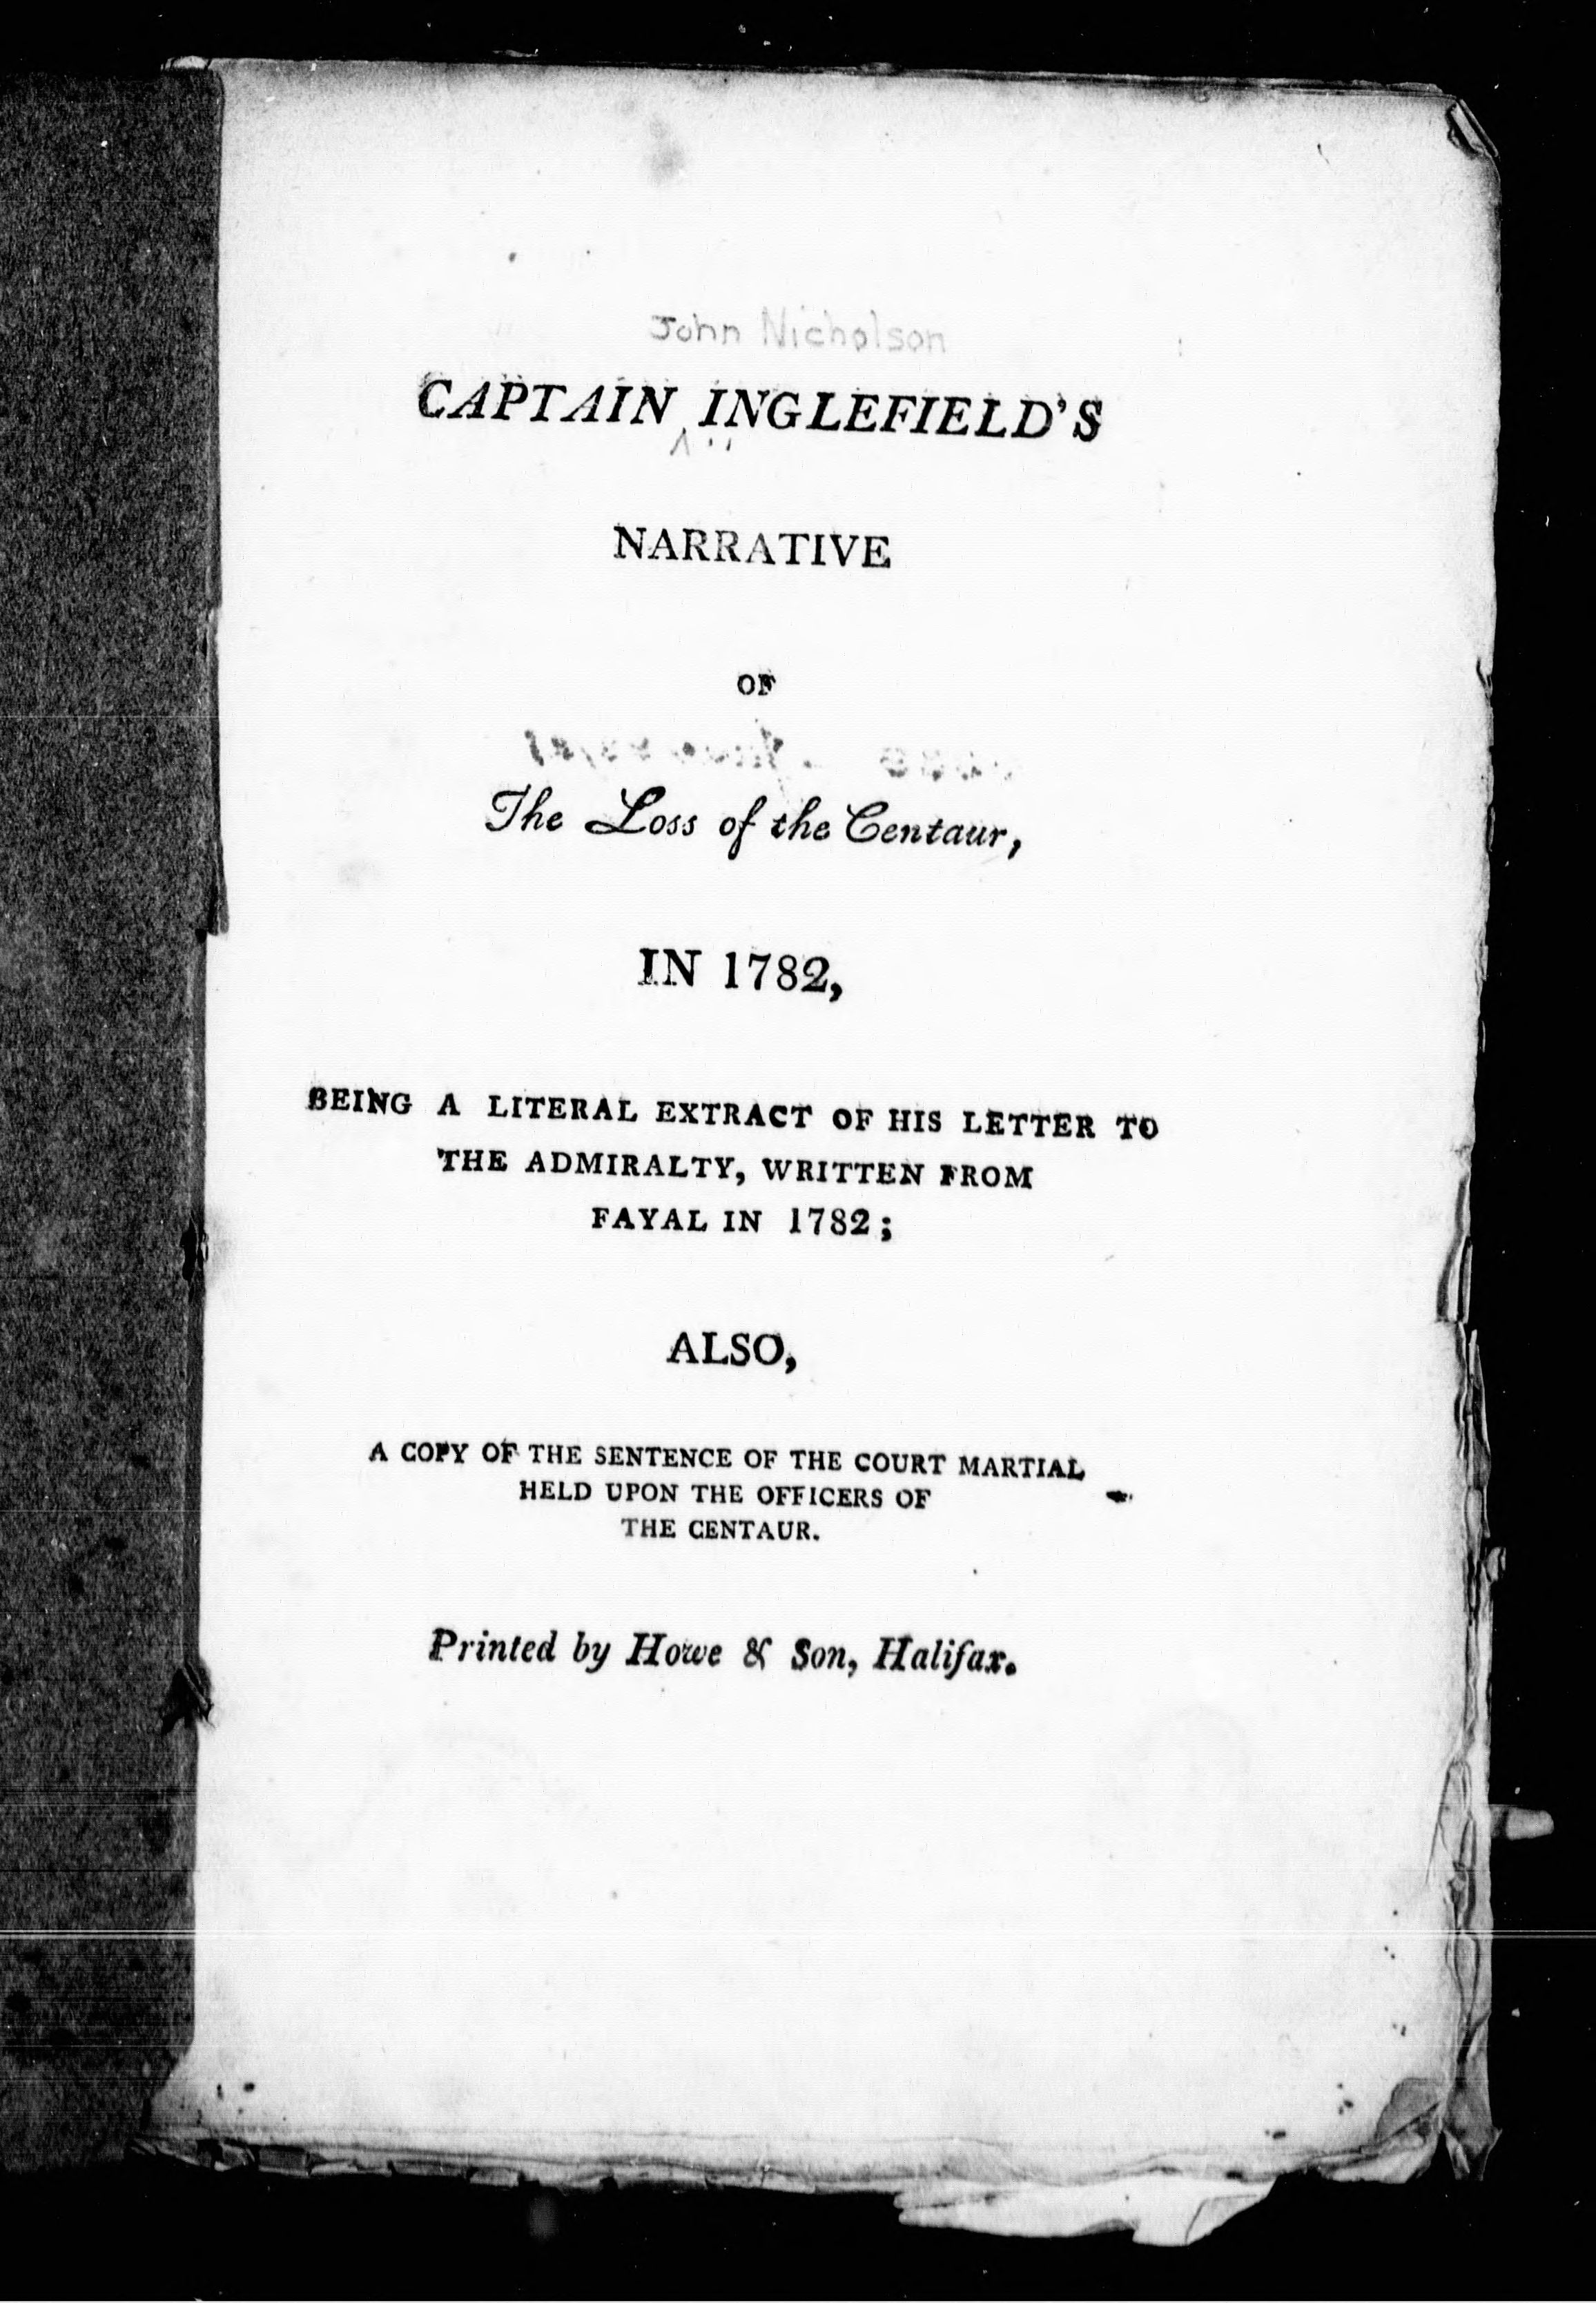 John Nicholson
CAPTAIN INGLEFIELD'S
NARRATIVE
OF
The Loss of the Centaur,
IN 1782,
BEING A LITERAL EXTRACT OF HIS LETTER TO
THE ADMIRALTY, WRITTEN FROM
FAYAL IN 1782;
ALSO,
A COPY OF THE SENTENCE OF THE COURT MARTIAL
HELD UPON THE OFFICERS OF
THE CENTAUR.
Printed by Howe & Son, Halifax.